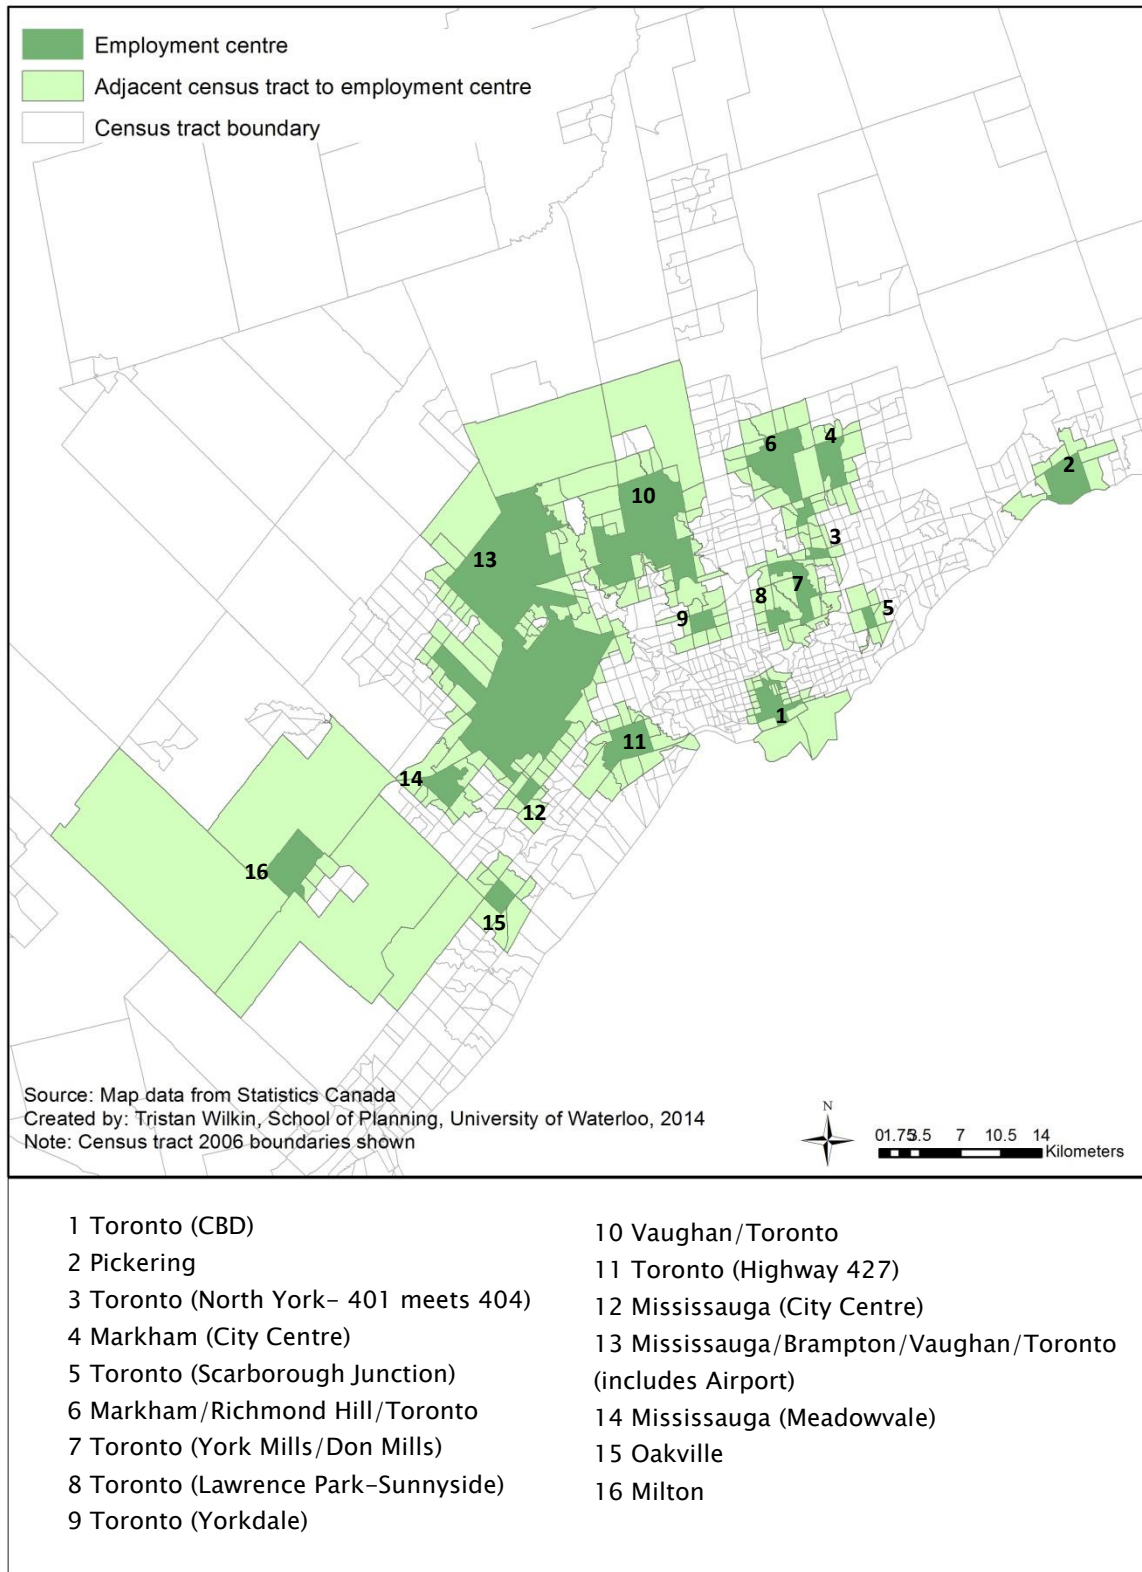 Employment centre
Adjacent census tract to employment centre
Census tract boundary
6
4
2
10
3
13
7
8
5
9
1
11
14
12
16
15
Source: Map data from Statistics Canada
Created by: Tristan Wilkin, School of Planning, University of Waterloo, 2014
Note: Census tract 2006 boundaries shown
N
0 1.75 3.5 7 10.5 14
Kilometers
1 Toronto (CBD)
2 Pickering
3 Toronto (North York- 401 meets 404)
4 Markham (City Centre)
5 Toronto (Scarborough Junction)
6 Markham/Richmond Hill/Toronto
7 Toronto (York Mills/Don Mills)
8 Toronto (Lawrence Park-Sunnyside)
9 Toronto (Yorkdale)
10 Vaughan/Toronto
11 Toronto (Highway 427)
12 Mississauga (City Centre)
13 Mississauga/Brampton/Vaughan/Toronto
(includes Airport)
14 Mississauga (Meadowvale)
15 Oakville
16 Milton